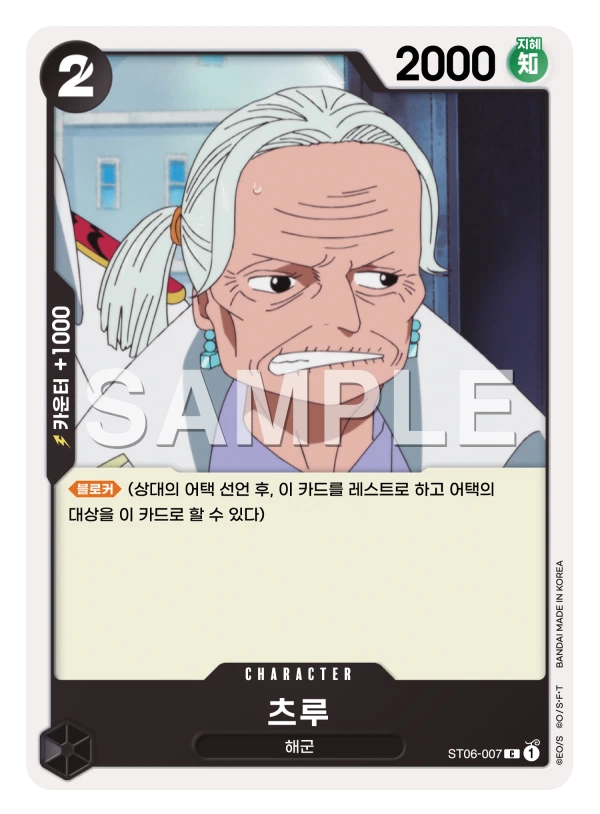 2
2000
지혜
知
⚡카운터 +1000
SAMPLE
블로커 (상대의 어택 선언 후, 이 카드를 레스트로 하고 어택의
대상을 이 카드로 할 수 있다)
CHARACTER
츠루
해군
ST06-007 C 1
©EO/S ©O/S·F·T BANDAI MADE IN KOREA